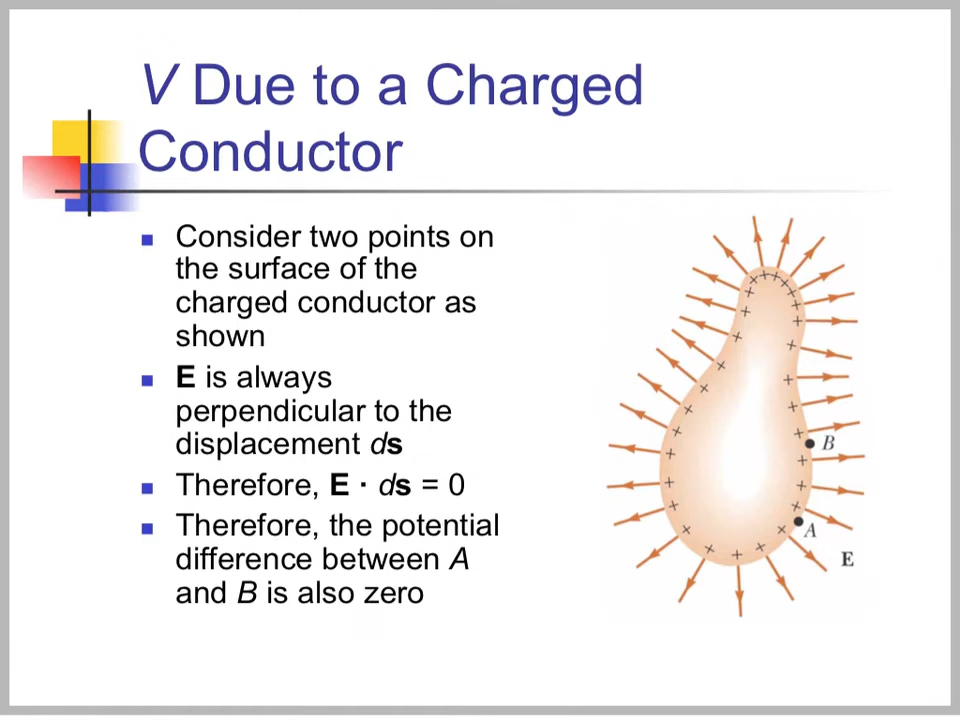 V Due to a Charged
Conductor
Consider two points on
the surface of the
charged conductor as
shown
E is always
perpendicular to the
displacement ds
Therefore, E · ds = 0
Therefore, the potential
difference between A
and B is also zero
B
A
E